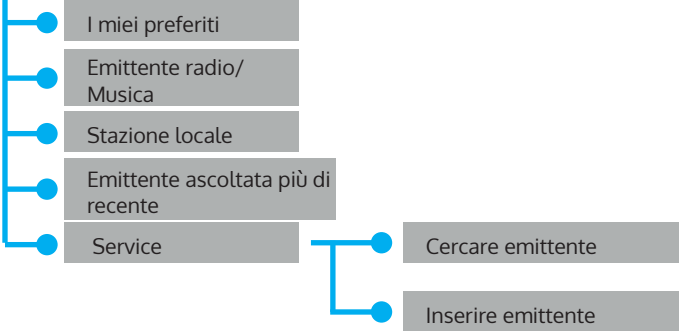 I miei preferiti
Emittente radio/
Musica
Stazione locale
Emittente ascoltata più di
recente
Service
Cercare emittente
Inserire emittente